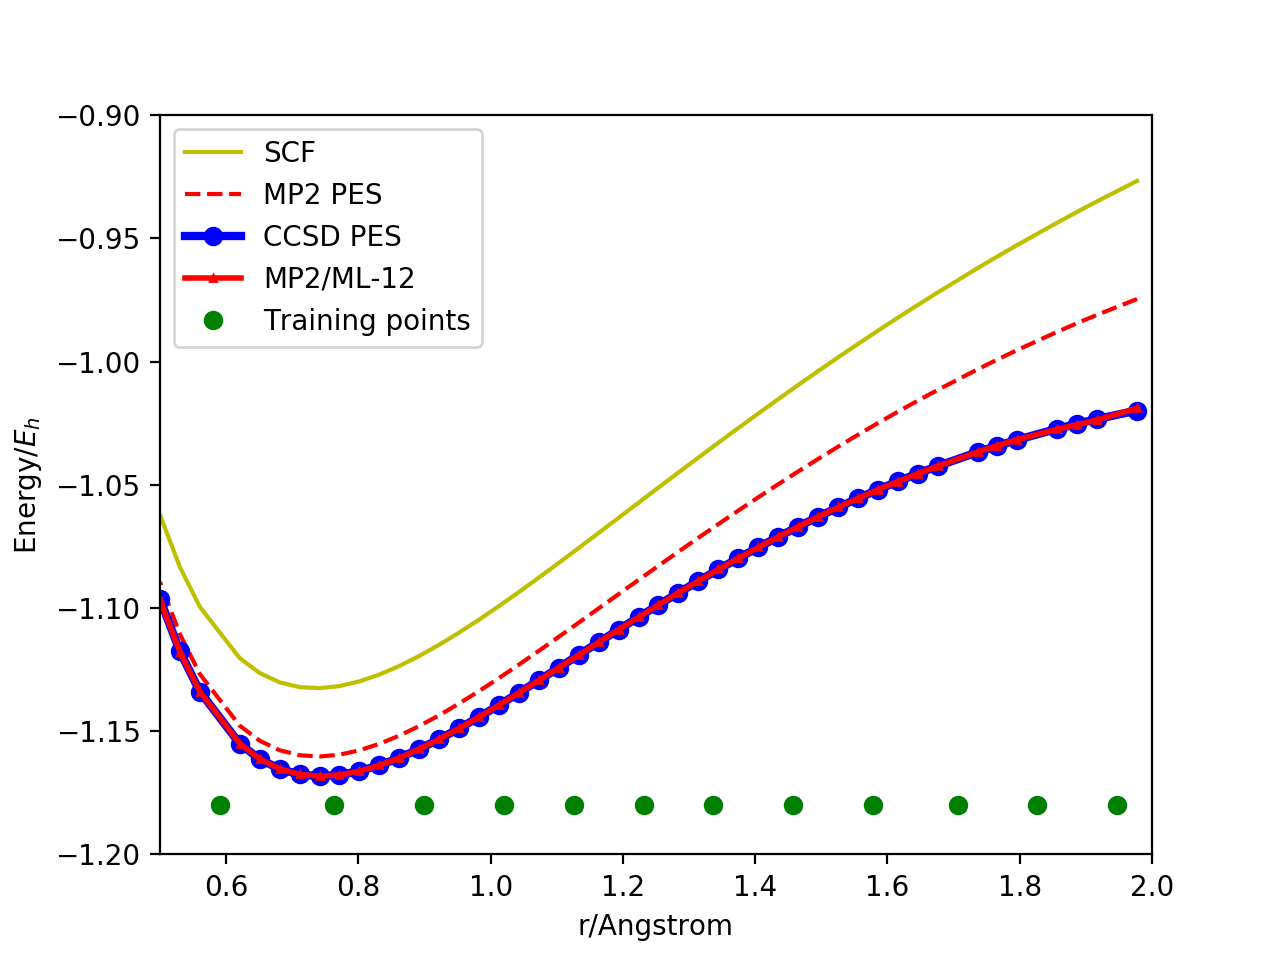 −0.90
−0.95
−1.00
−1.05
−1.10
−1.15
−1.20
Energy/E_h
SCF
MP2 PES
CCSD PES
MP2/ML-12
Training points
0.6 0.8 1.0 1.2 1.4 1.6 1.8 2.0
r/Angstrom